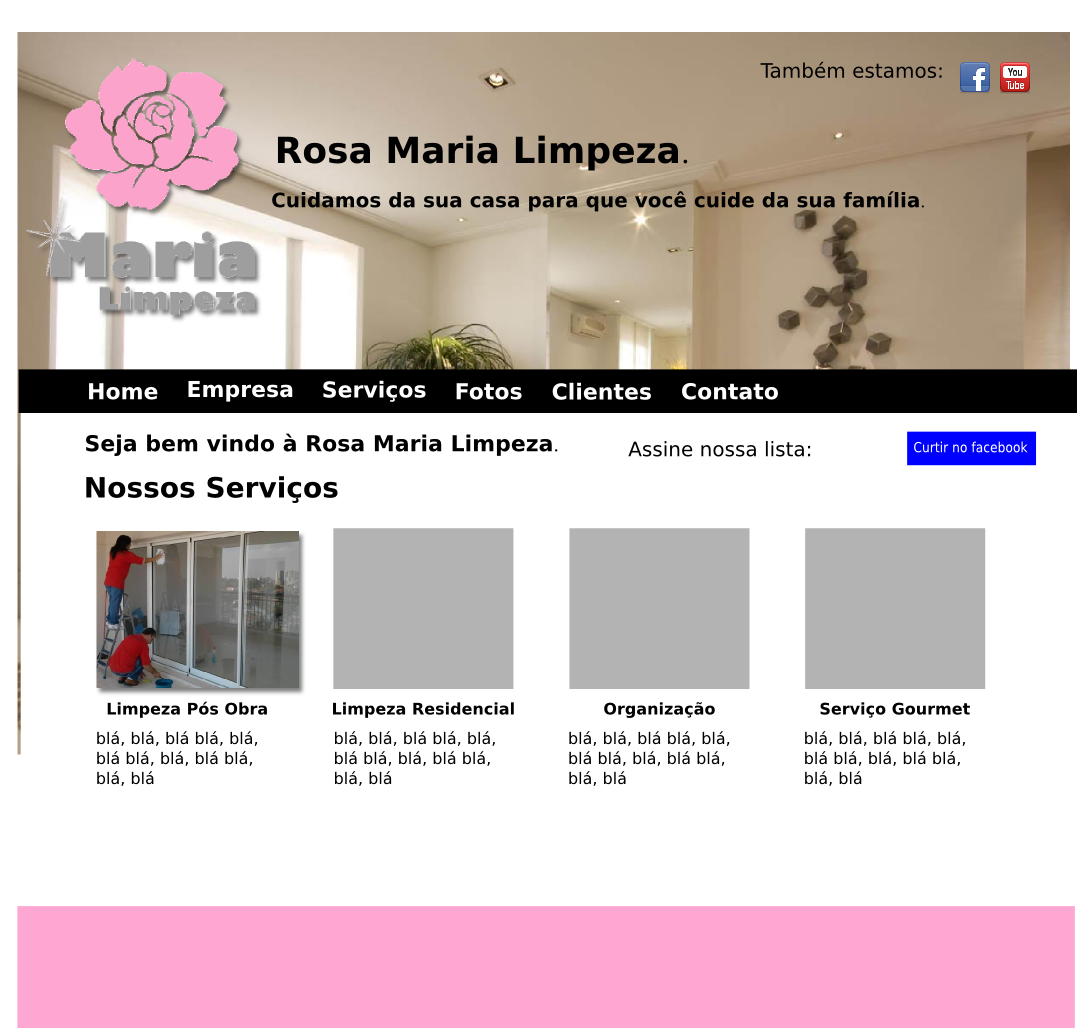 Também estamos:
f
You
Tube
Rosa Maria Limpeza.
Cuidamos da sua casa para que você cuide da sua família.
Maria
Limpeza
Home Empresa Serviços Fotos Clientes Contato
Seja bem vindo à Rosa Maria Limpeza.
Assine nossa lista:
Curtir no facebook
Nossos Serviços
Limpeza Pós Obra
blá, blá, blá blá, blá,
blá blá, blá, blá blá,
blá, blá
Limpeza Residencial
blá, blá, blá blá, blá,
blá blá, blá, blá blá,
blá, blá
Organização
blá, blá, blá blá, blá,
blá blá, blá, blá blá,
blá, blá
Serviço Gourmet
blá, blá, blá blá, blá,
blá blá, blá, blá blá,
blá, blá